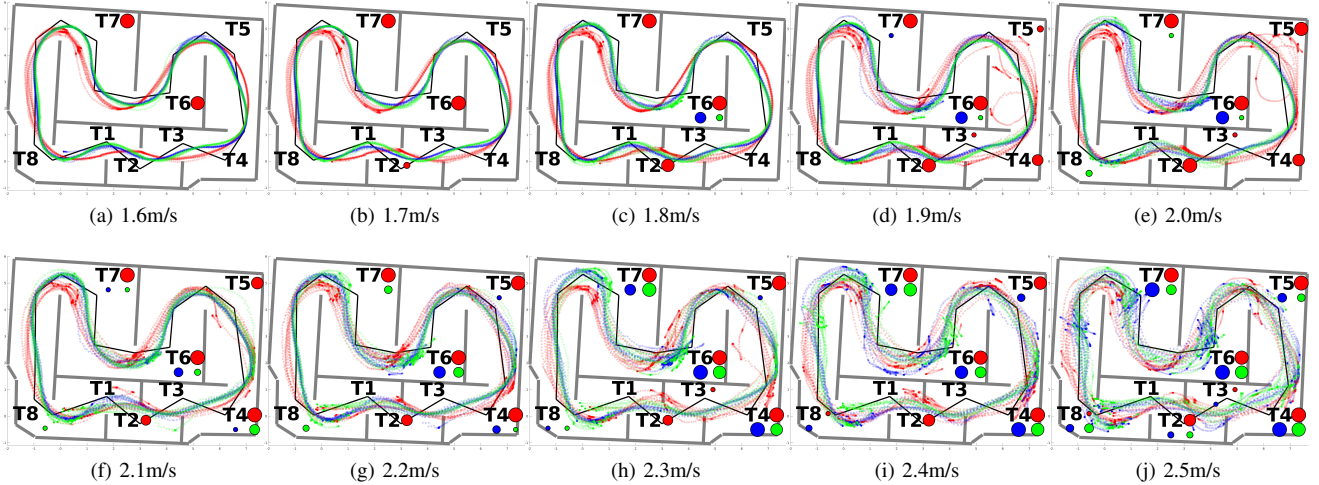 T7 T5
T6
T1 T3
T8 T2 T4
(a) 1.6m/s
T7 T5
T6
T1 T3
T8 T2 T4
(b) 1.7m/s
T7 T5
T6
T1 T3
T8 T2 T4
(c) 1.8m/s
T7 T5
T6
T1 T3
T8 T2 T4
(d) 1.9m/s
T7 T5
T6
T1 T3
T8 T2 T4
(e) 2.0m/s
T7 T5
T6
T1 T3
T8 T2 T4
(f) 2.1m/s
T7 T5
T6
T1 T3
T8 T2 T4
(g) 2.2m/s
T7 T5
T6
T1 T3
T8 T2 T4
(h) 2.3m/s
T7 T5
T6
T1 T3
T8 T2 T4
(i) 2.4m/s
T7 T5
T6
T1 T3
T8 T2 T4
(j) 2.5m/s